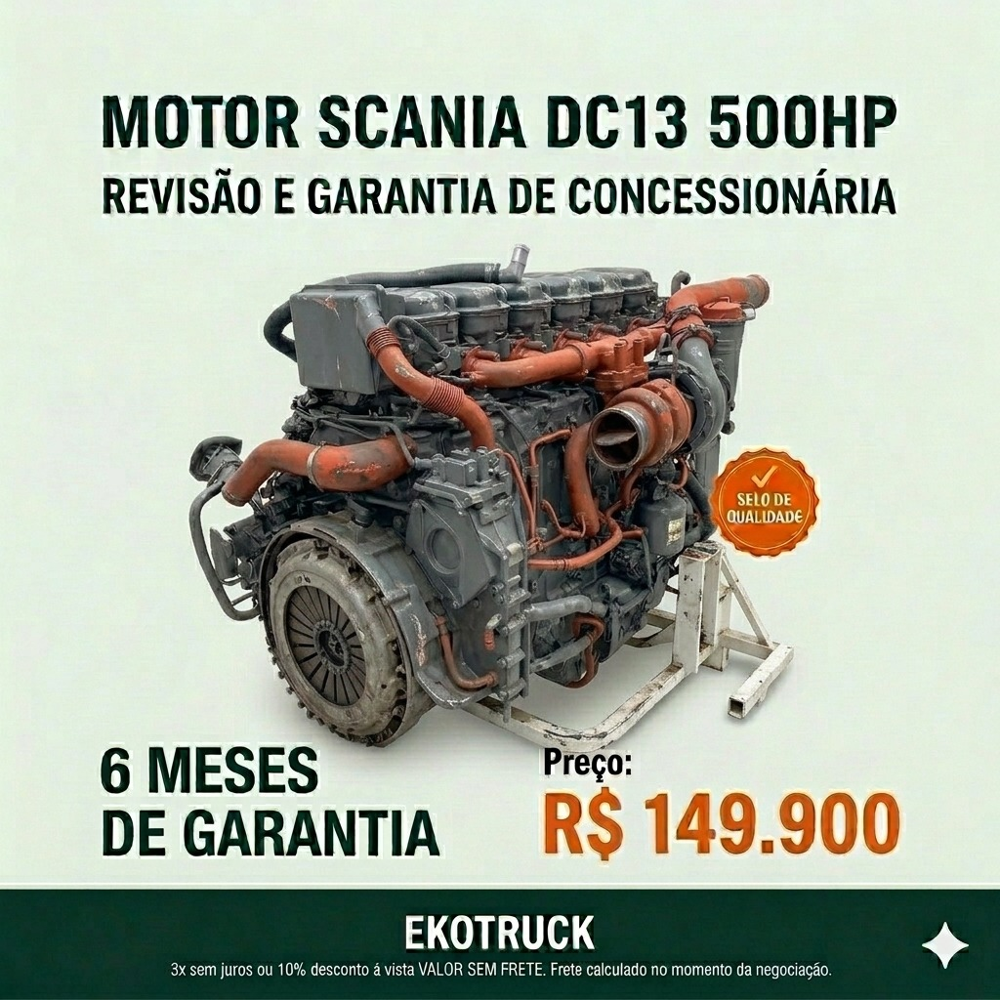 MOTOR SCANIA DC13 500HP
REVISÃO E GARANTIA DE CONCESSIONÁRIA
SELO DE
QUALIDADE
6 MESES
DE GARANTIA
Preço:
R$ 149.900
EKOTRUCK
3x sem juros ou 10% desconto á vista VALOR SEM FRETE. Frete calculado no momento da negociação.